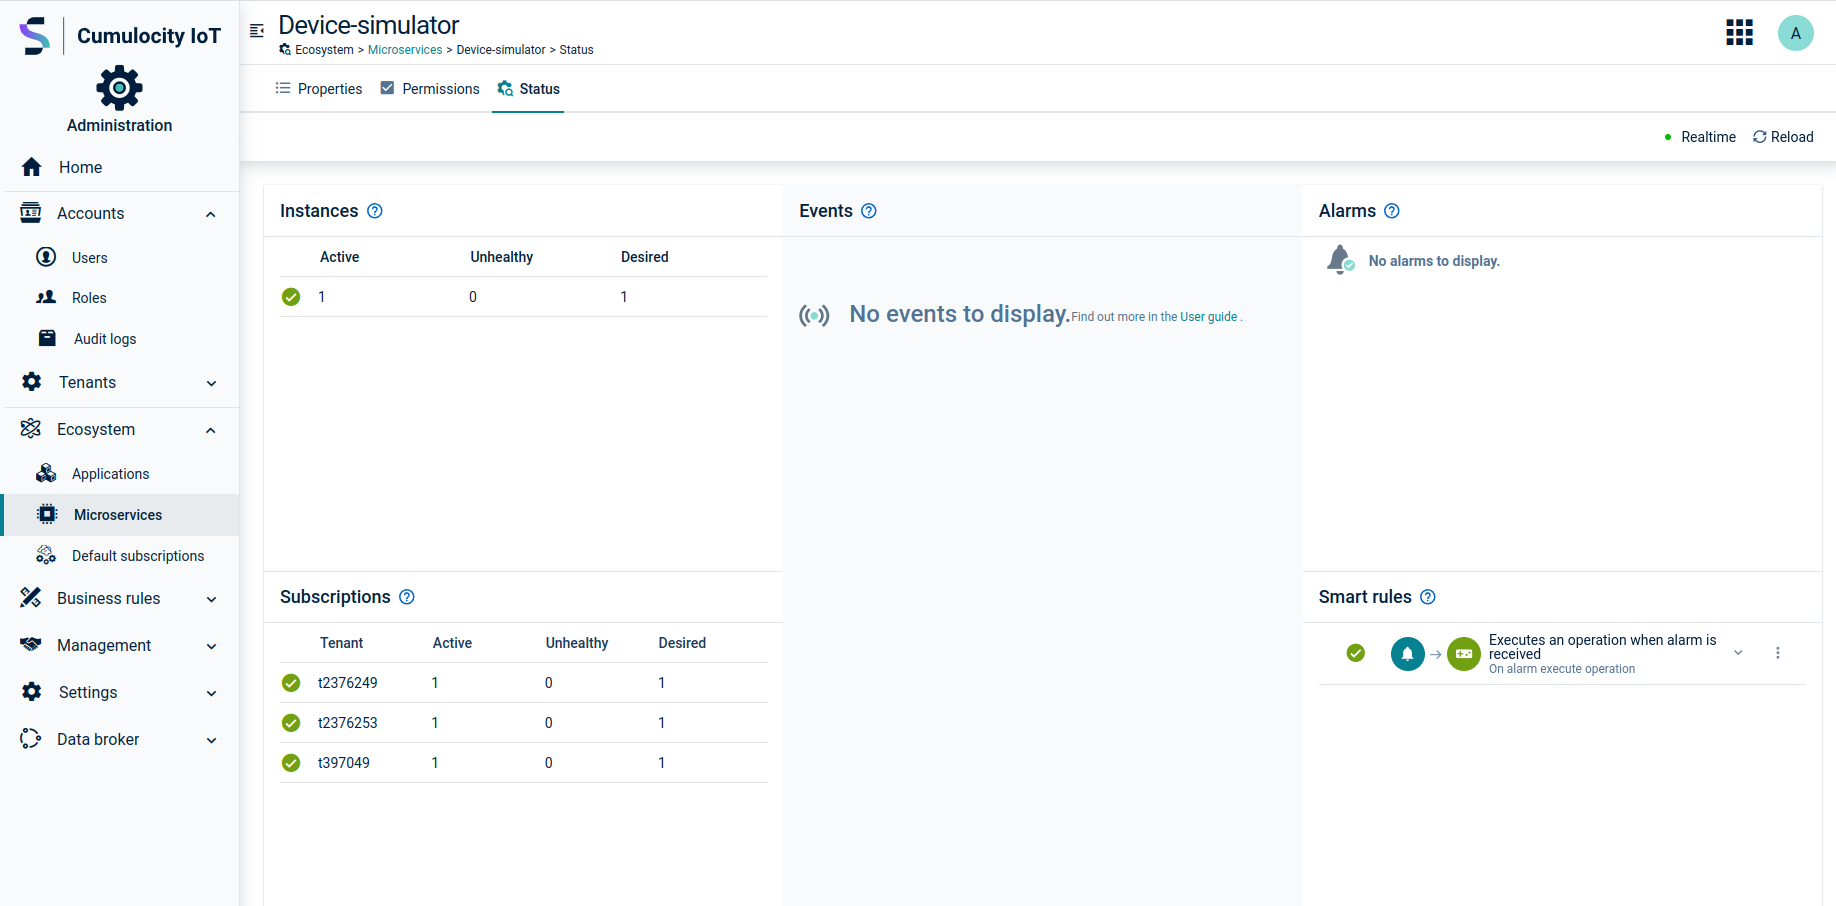 Cumulocity IoT
Administration
Home
Accounts
Users
Roles
Audit logs
Tenants
Ecosystem
Applications
Microservices
Default subscriptions
Business rules
Management
Settings
Data broker
Device-simulator
Ecosystem > Microservices > Device-simulator > Status
Properties
Permissions
Status
Realtime
Reload
A
Instances
Active Unhealthy Desired
1 0 1
Subscriptions
Tenant Active Unhealthy Desired
t2376249 1 0 1
t2376253 1 0 1
t397049 1 0 1
Events
No events to display. Find out more in the User guide .
Alarms
No alarms to display.
Smart rules
Executes an operation when alarm is
received
On alarm execute operation